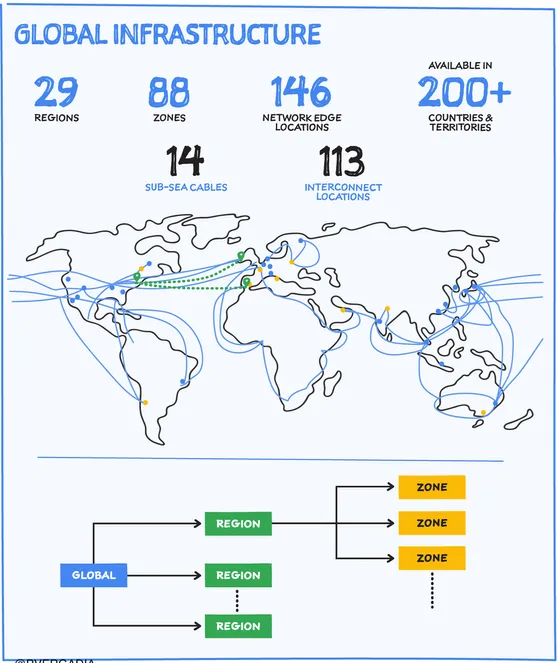 GLOBAL INFRASTRUCTURE
29
REGIONS
88
ZONES
146
NETWORK EDGE
LOCATIONS
AVAILABLE IN
200+
COUNTRIES &
TERRITORIES
14
SUB-SEA CABLES
113
INTERCONNECT
LOCATIONS
GLOBAL
REGION
REGION
REGION
ZONE
ZONE
ZONE